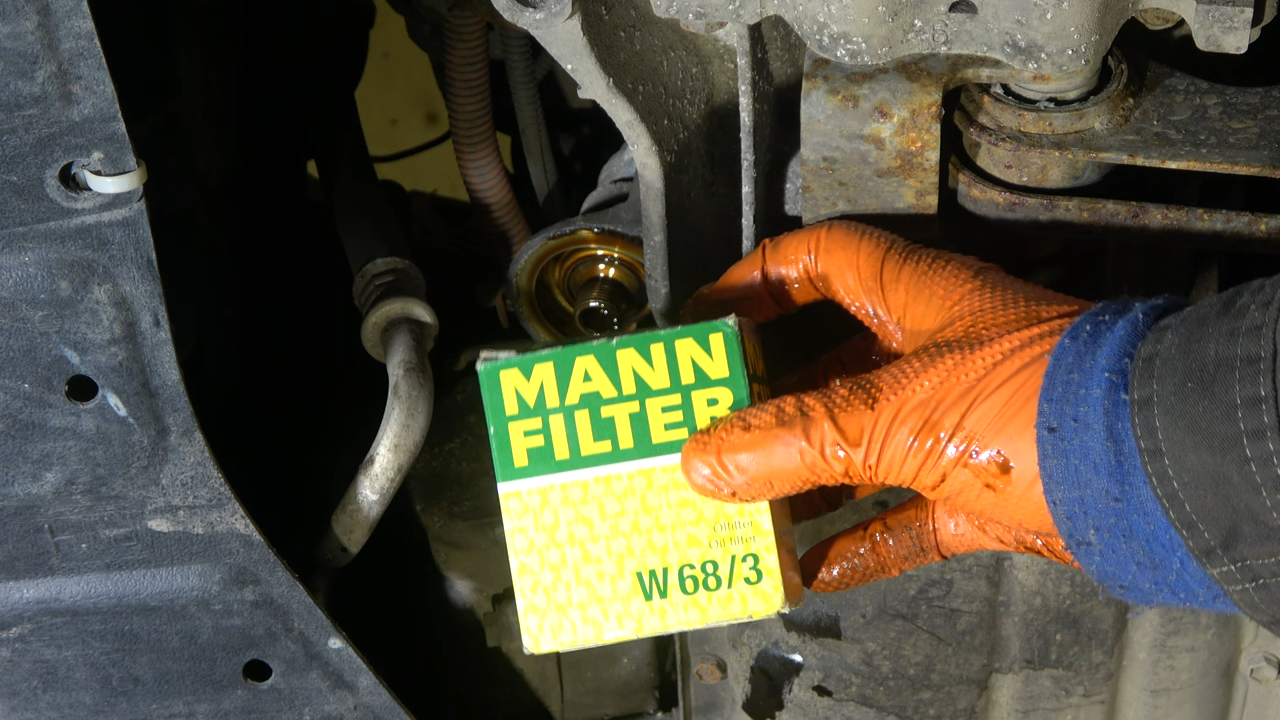 MANN
FILTER
Ölfilter
Oil filter
W 68/3